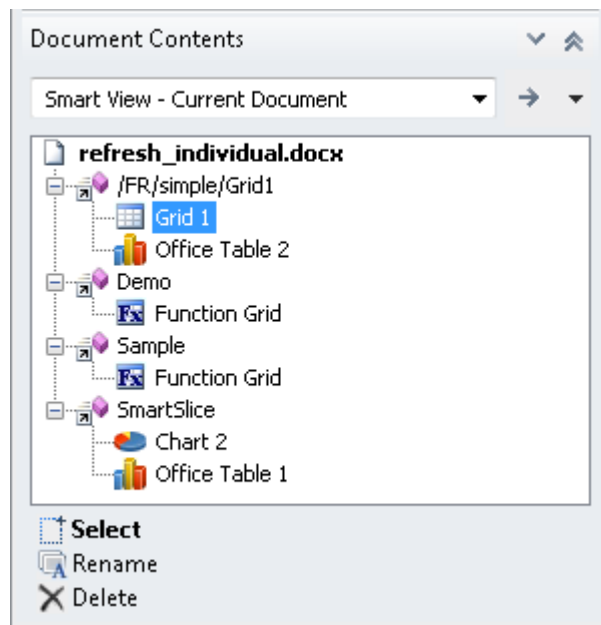 Document Contents
Smart View - Current Document
refresh_individual.docx
/FR/simple/Grid1
Grid 1
Office Table 2
Demo
Fx Function Grid
Sample
Fx Function Grid
SmartSlice
Chart 2
Office Table 1
Select
Rename
Delete